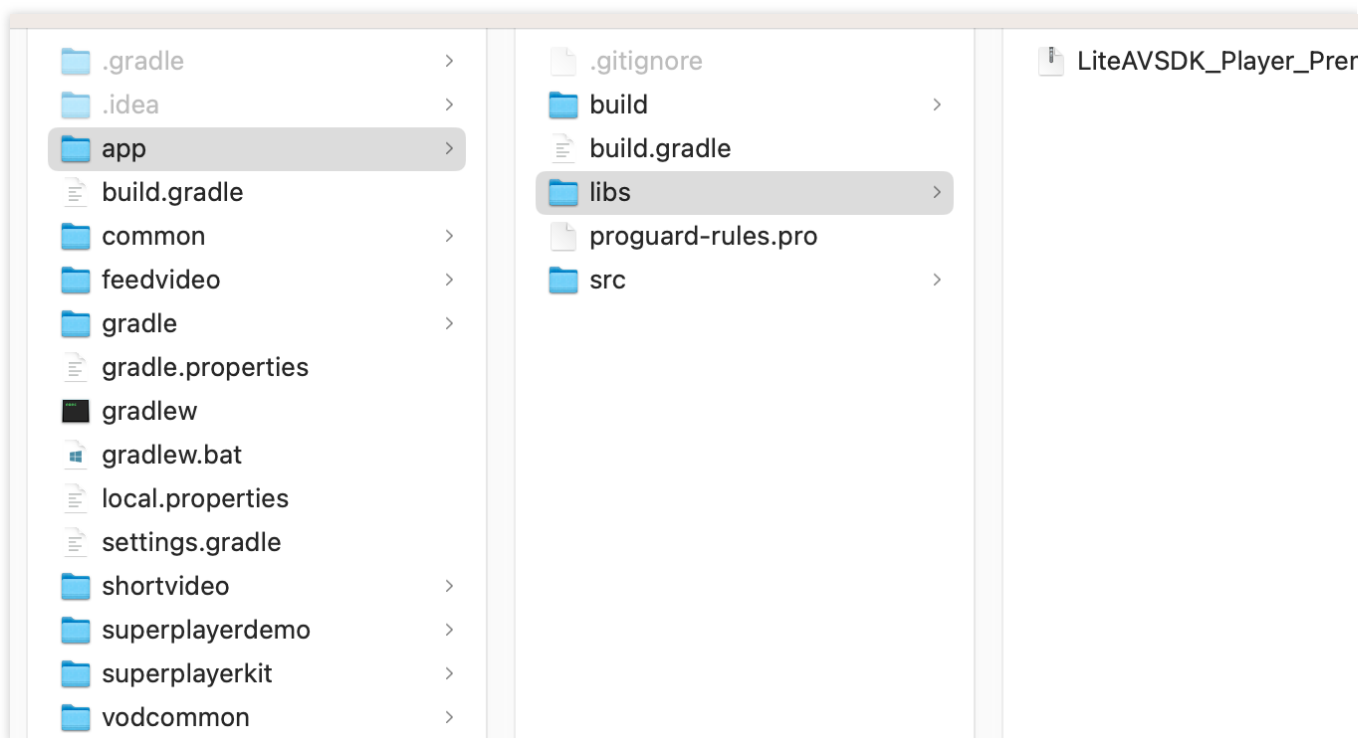 .gradle
.idea
app
build.gradle
common
feedvideo
gradle
gradle.properties
gradlew
gradlew.bat
local.properties
settings.gradle
shortvideo
superplayerdemo
superplayerkit
vodcommon
.gitignore
build
build.gradle
libs
proguard-rules.pro
src
LiteAVSDK_Player_Prer